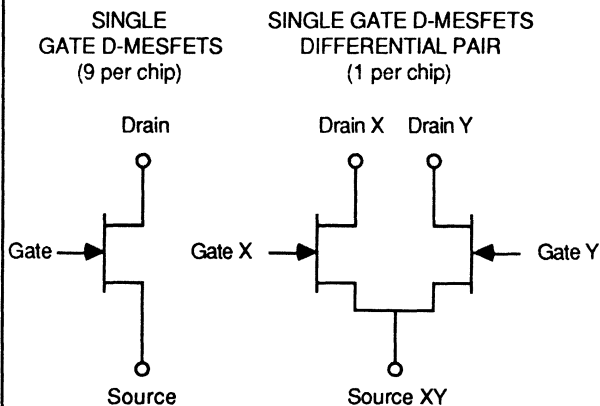 SINGLE
GATE D-MESFETS
(9 per chip)
SINGLE GATE D-MESFETS
DIFFERENTIAL PAIR
(1 per chip)
Drain
Drain X
Drain Y
Gate
Gate X
Gate Y
Source
Source XY